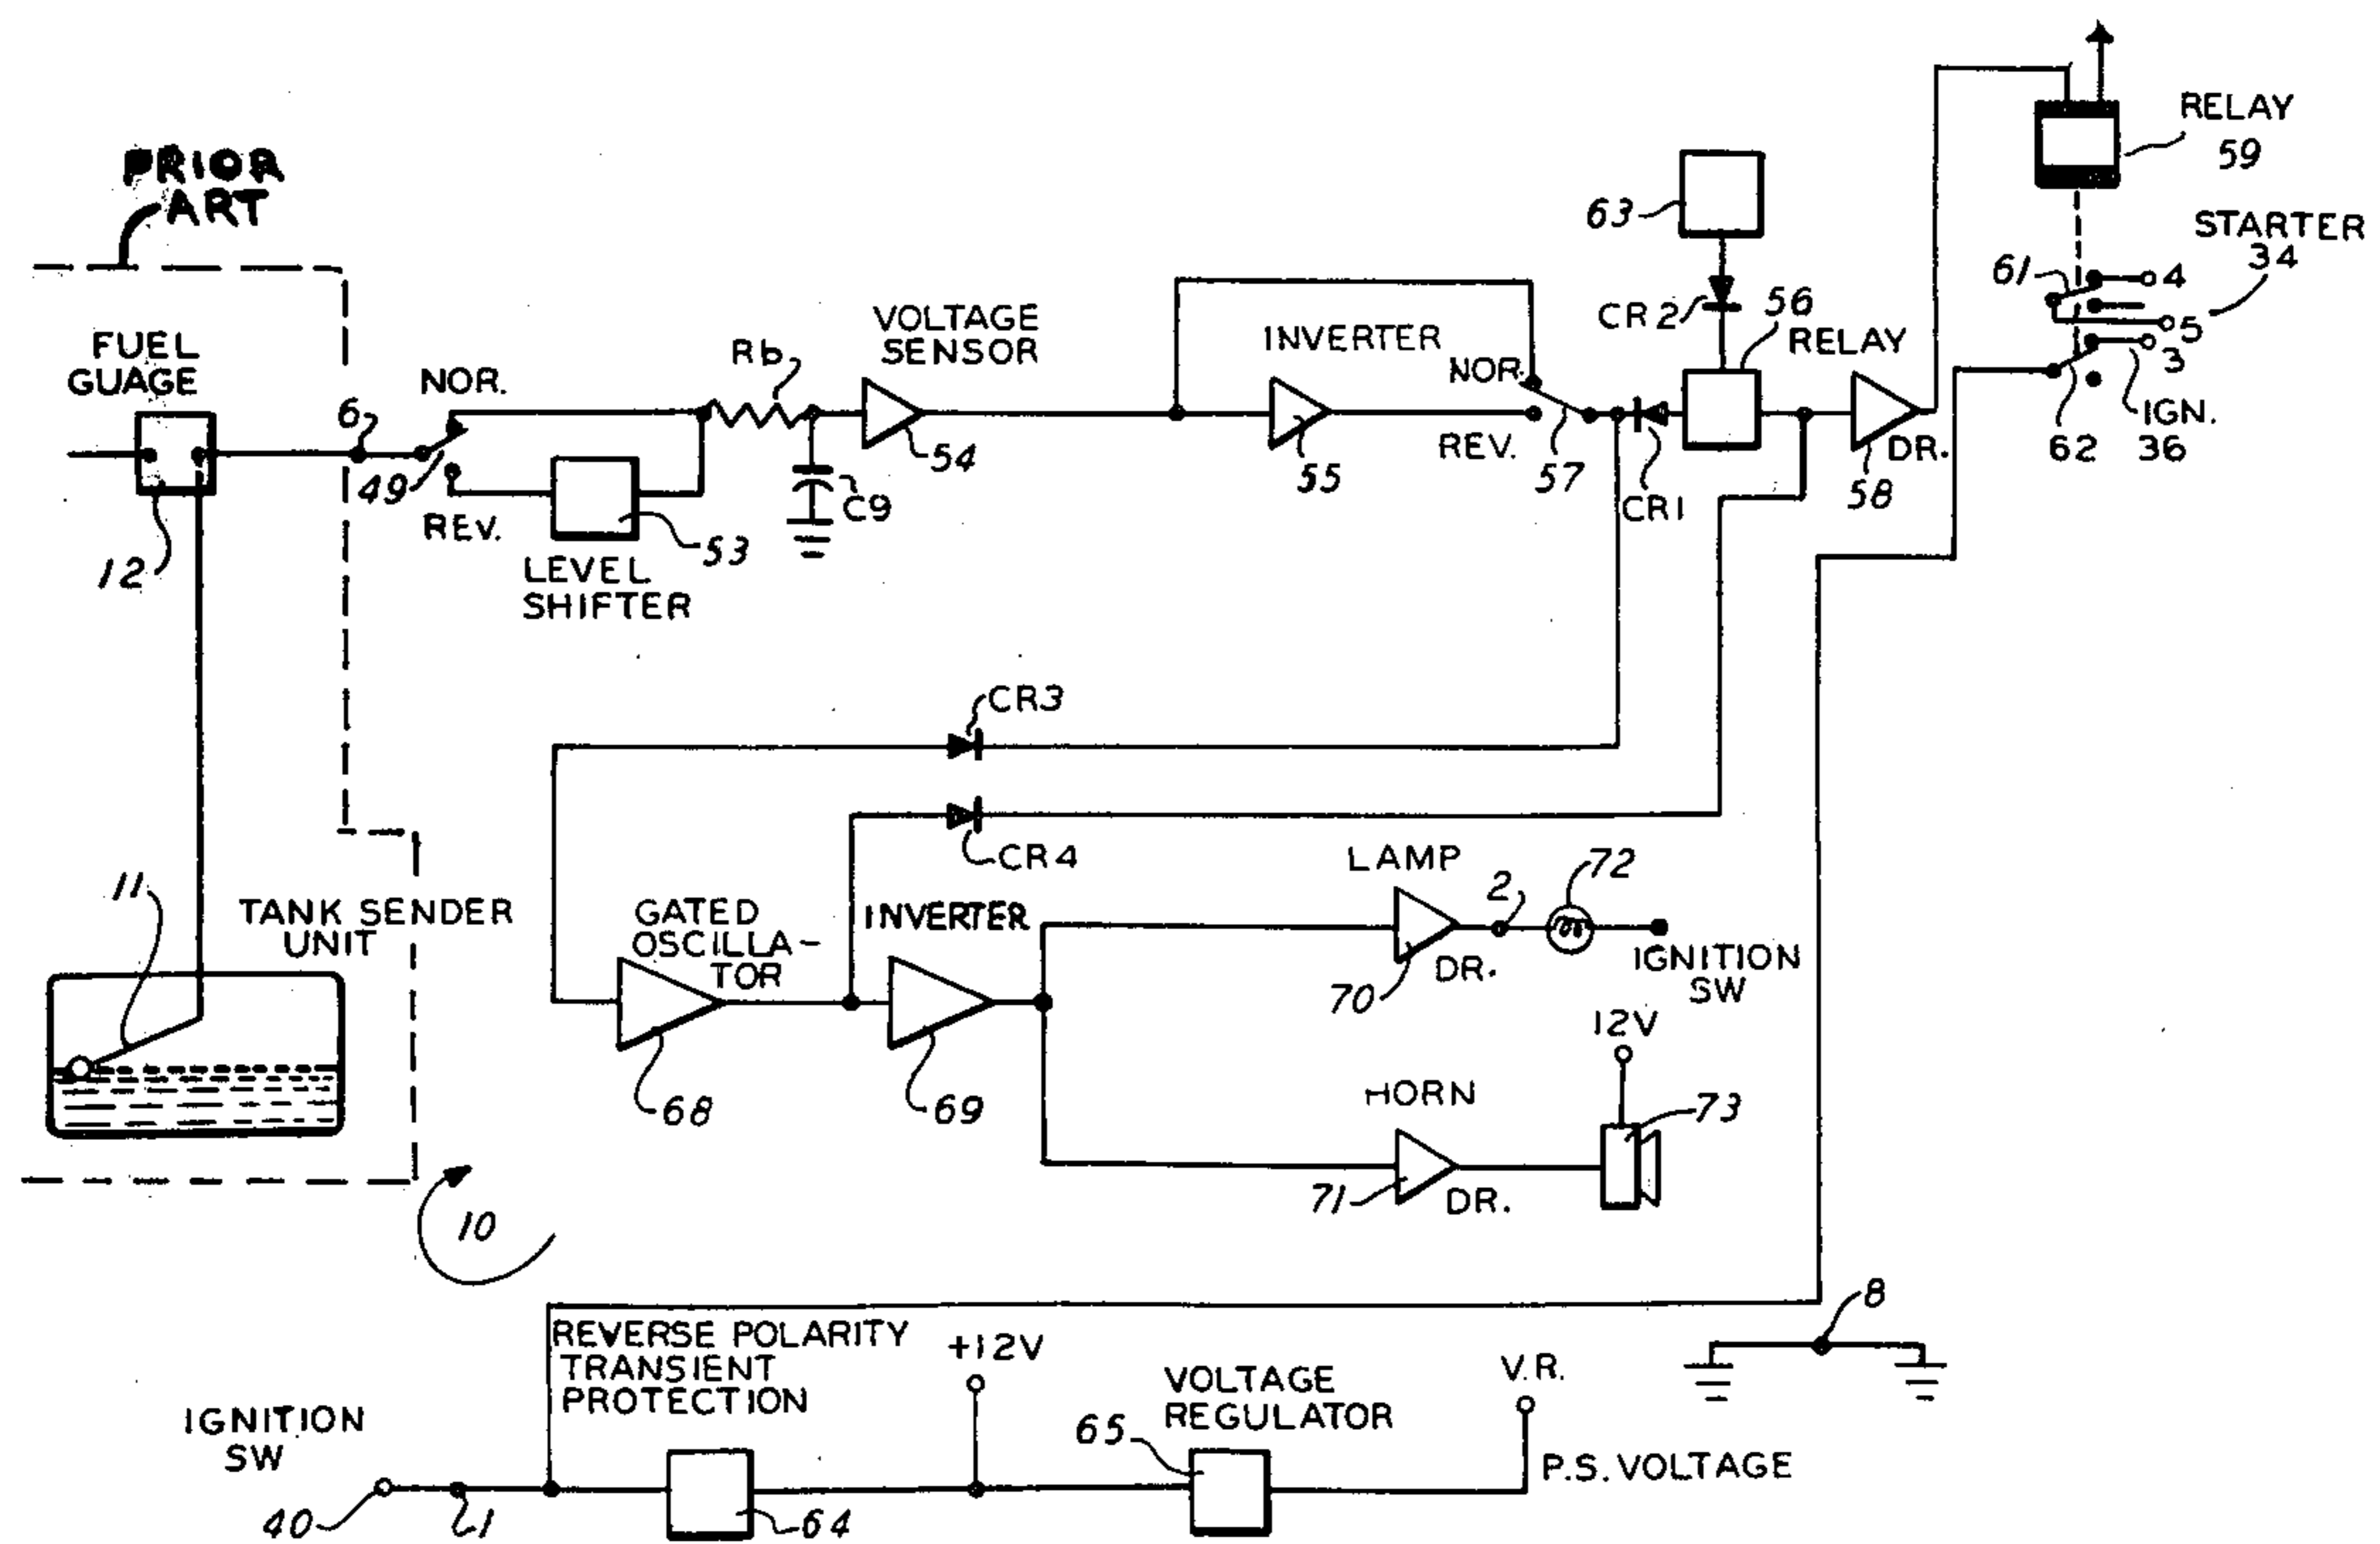 PRIOR
ART
FUEL
GUAGE
12
6
49
NOR.
REV.
LEVEL
SHIFTER
53
Rb
C9
VOLTAGE
SENSOR
54
INVERTER
55
NOR.
REV.
57
CR1
63
CR2
56
RELAY
58
DR.
RELAY
59
STARTER
34
61
4
5
3
62
IGN.
36
CR3
CR4
11
TANK SENDER
UNIT
GATED
OSCILLA-
TOR
68
INVERTER
69
LAMP
70
DR.
2
72
IGNITION
SW
12V
HORN
71
DR.
73
10
8
REVERSE POLARITY
TRANSIENT
PROTECTION
+12V
VOLTAGE
REGULATOR
65
V.R.
P.S. VOLTAGE
IGNITION
SW
40
1
64